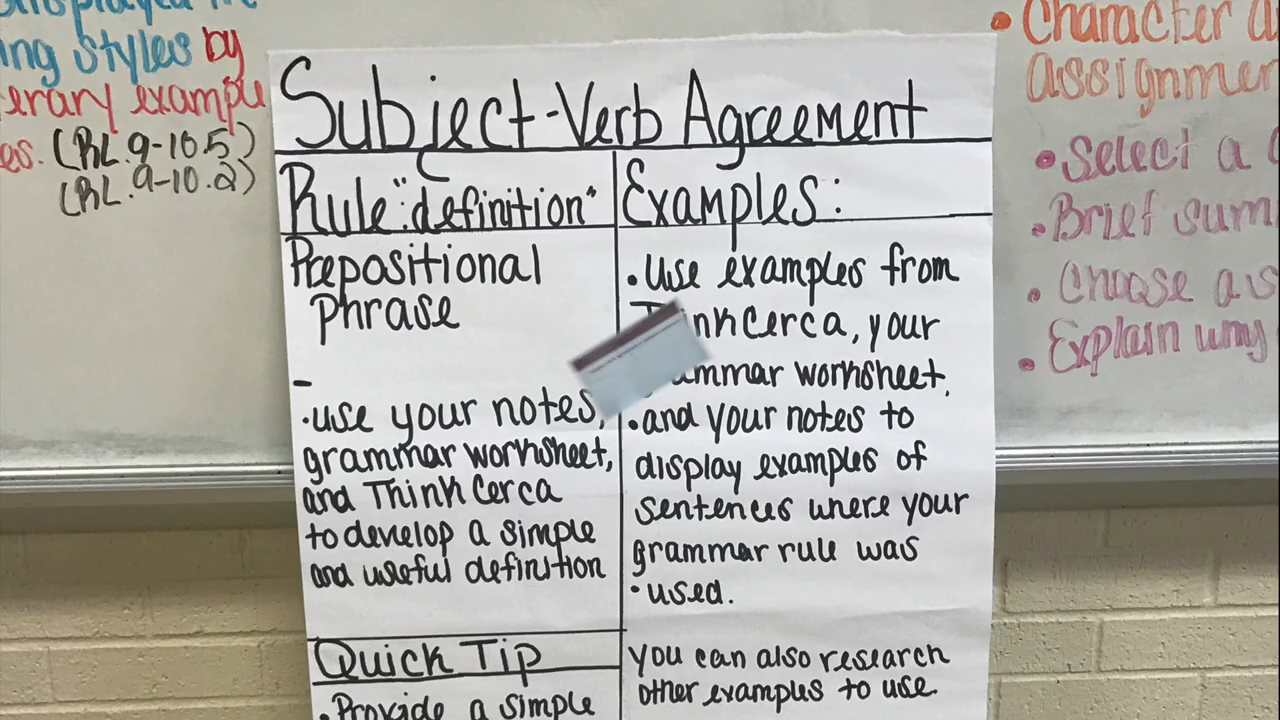 ing styles by
erary example
es. (RL.9-10.5)
(RL.9-10.2)
Subject-Verb Agreement
Rule "definition"
Prepositional
Phrase
-
·use your notes,
grammar worksheet,
and Think Cerca
to develop a simple
and useful definition
Quick Tip
·Provide a simple
Examples:
·Use examples from
nkCerca, your
mmar worksheet,
·and your notes to
display examples of
sentences where your
grammar rule was
·used.
You can also research
other examples to use.
• Character a
assignmen
• Select a
• Brief sum
• Choose a
• Explain why